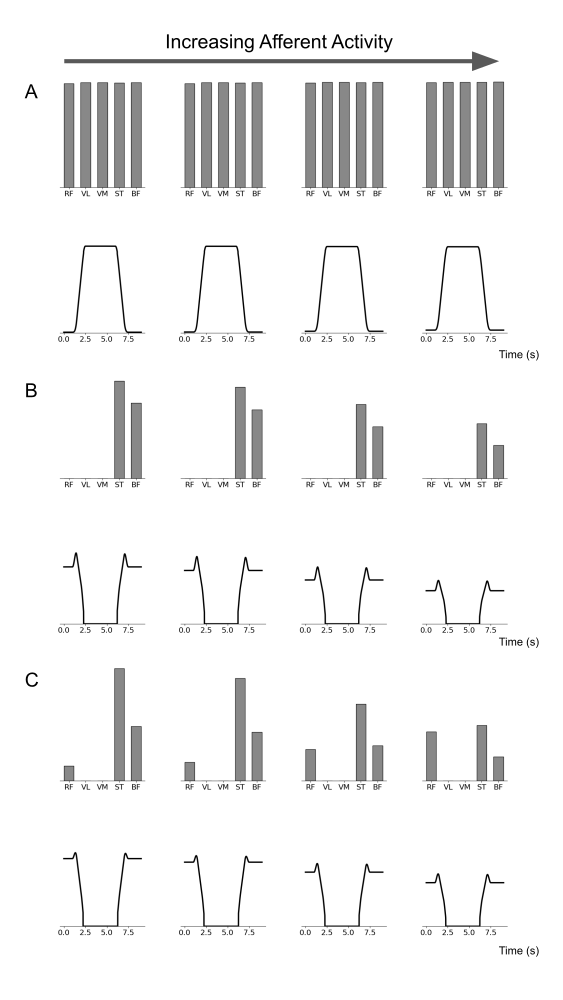 Increasing Afferent Activity
A
RF VL VM ST BF RF VL VM ST BF RF VL VM ST BF RF VL VM ST BF
0.0 2.5 5.0 7.5 0.0 2.5 5.0 7.5 0.0 2.5 5.0 7.5 0.0 2.5 5.0 7.5
Time (s)
B
RF VL VM ST BF RF VL VM ST BF RF VL VM ST BF RF VL VM ST BF
0.0 2.5 5.0 7.5 0.0 2.5 5.0 7.5 0.0 2.5 5.0 7.5 0.0 2.5 5.0 7.5
Time (s)
C
RF VL VM ST BF RF VL VM ST BF RF VL VM ST BF RF VL VM ST BF
0.0 2.5 5.0 7.5 0.0 2.5 5.0 7.5 0.0 2.5 5.0 7.5 0.0 2.5 5.0 7.5
Time (s)